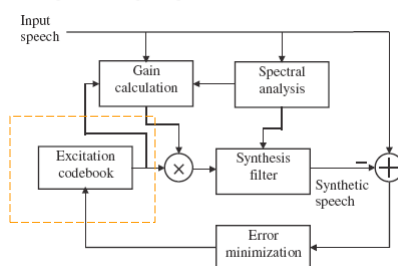 Input
speech
Gain
calculation
Spectral
analysis
Excitation
codebook
×
Synthesis
filter
−
+
Synthetic
speech
Error
minimization